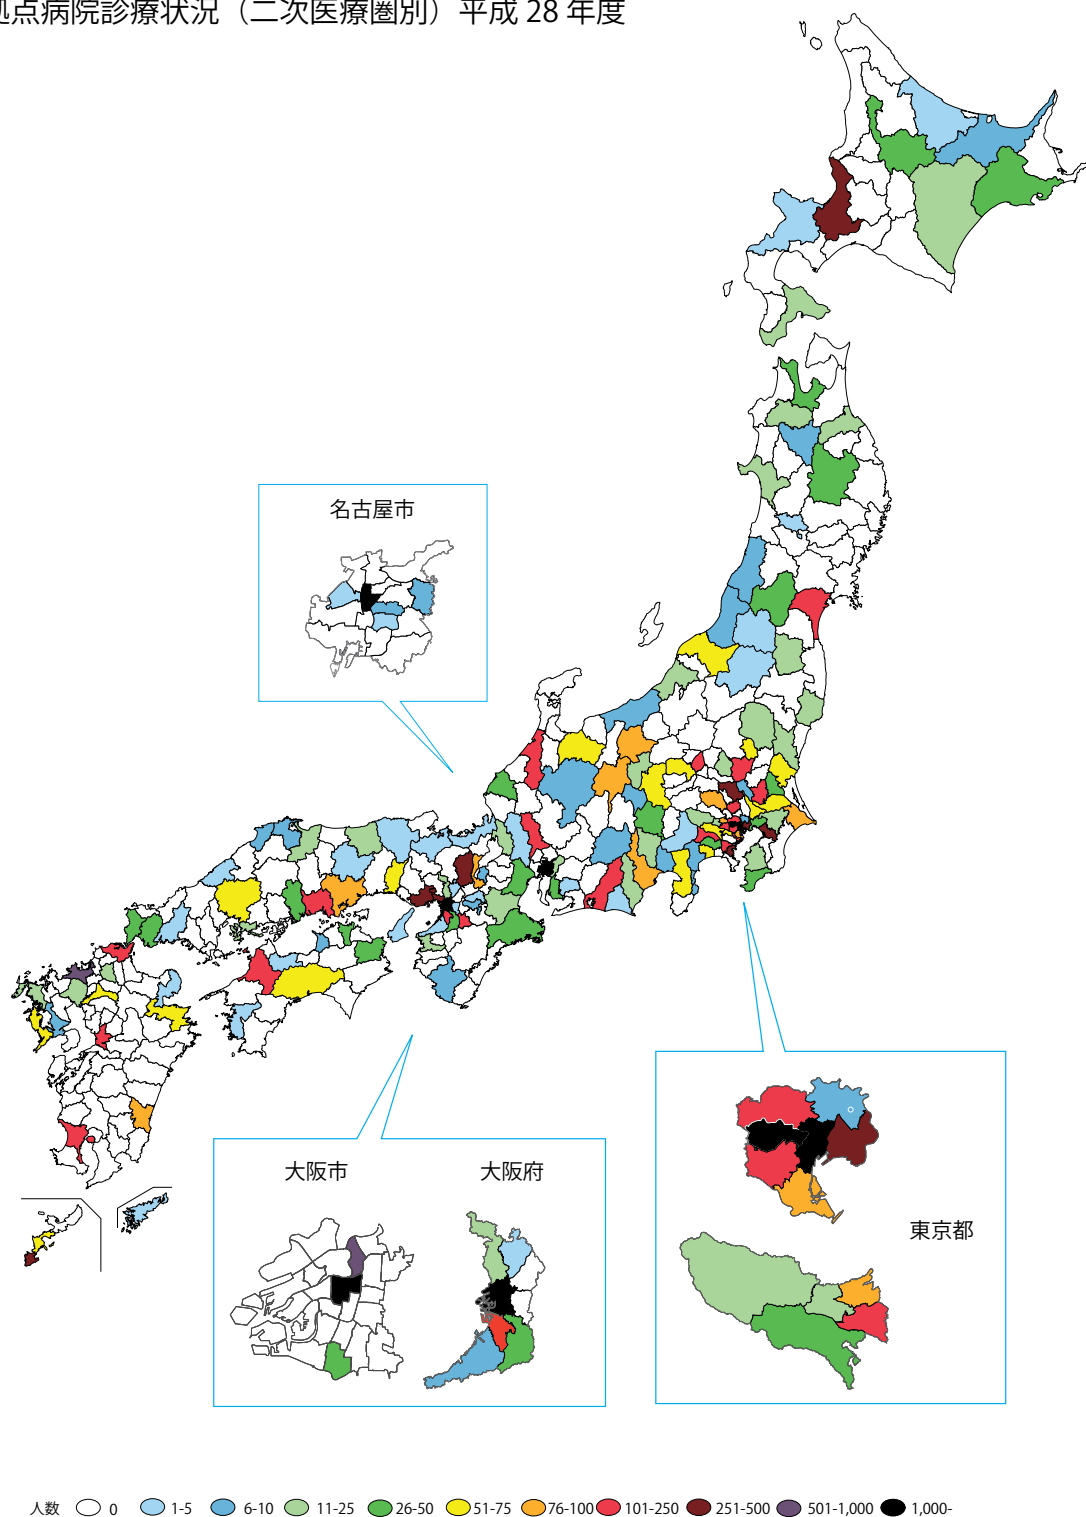 拠点病院診療状況（二次医療圏別）平成 28 年度
名古屋市
大阪市
大阪府
東京都
人数 0 1-5 6-10 11-25 26-50 51-75 76-100 101-250 251-500 501-1,000 1,000-